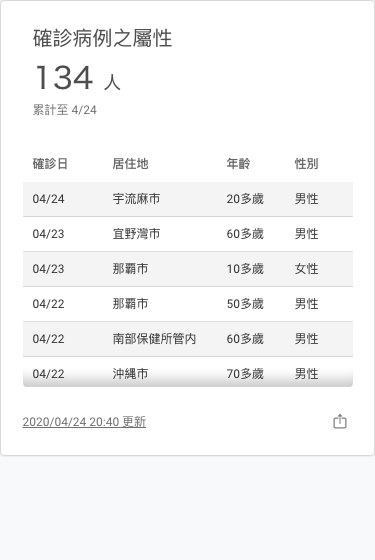 確診病例之屬性
134 人
累計至 4/24
確診日 居住地 年齡 性別
04/24 宇流麻市 20多歲 男性
04/23 宜野灣市 60多歲 男性
04/23 那霸市 10多歲 女性
04/22 那霸市 50多歲 男性
04/22 南部保健所管内 60多歲 男性
04/22 沖縄市 70多歲 男性
2020/04/24 20:40 更新